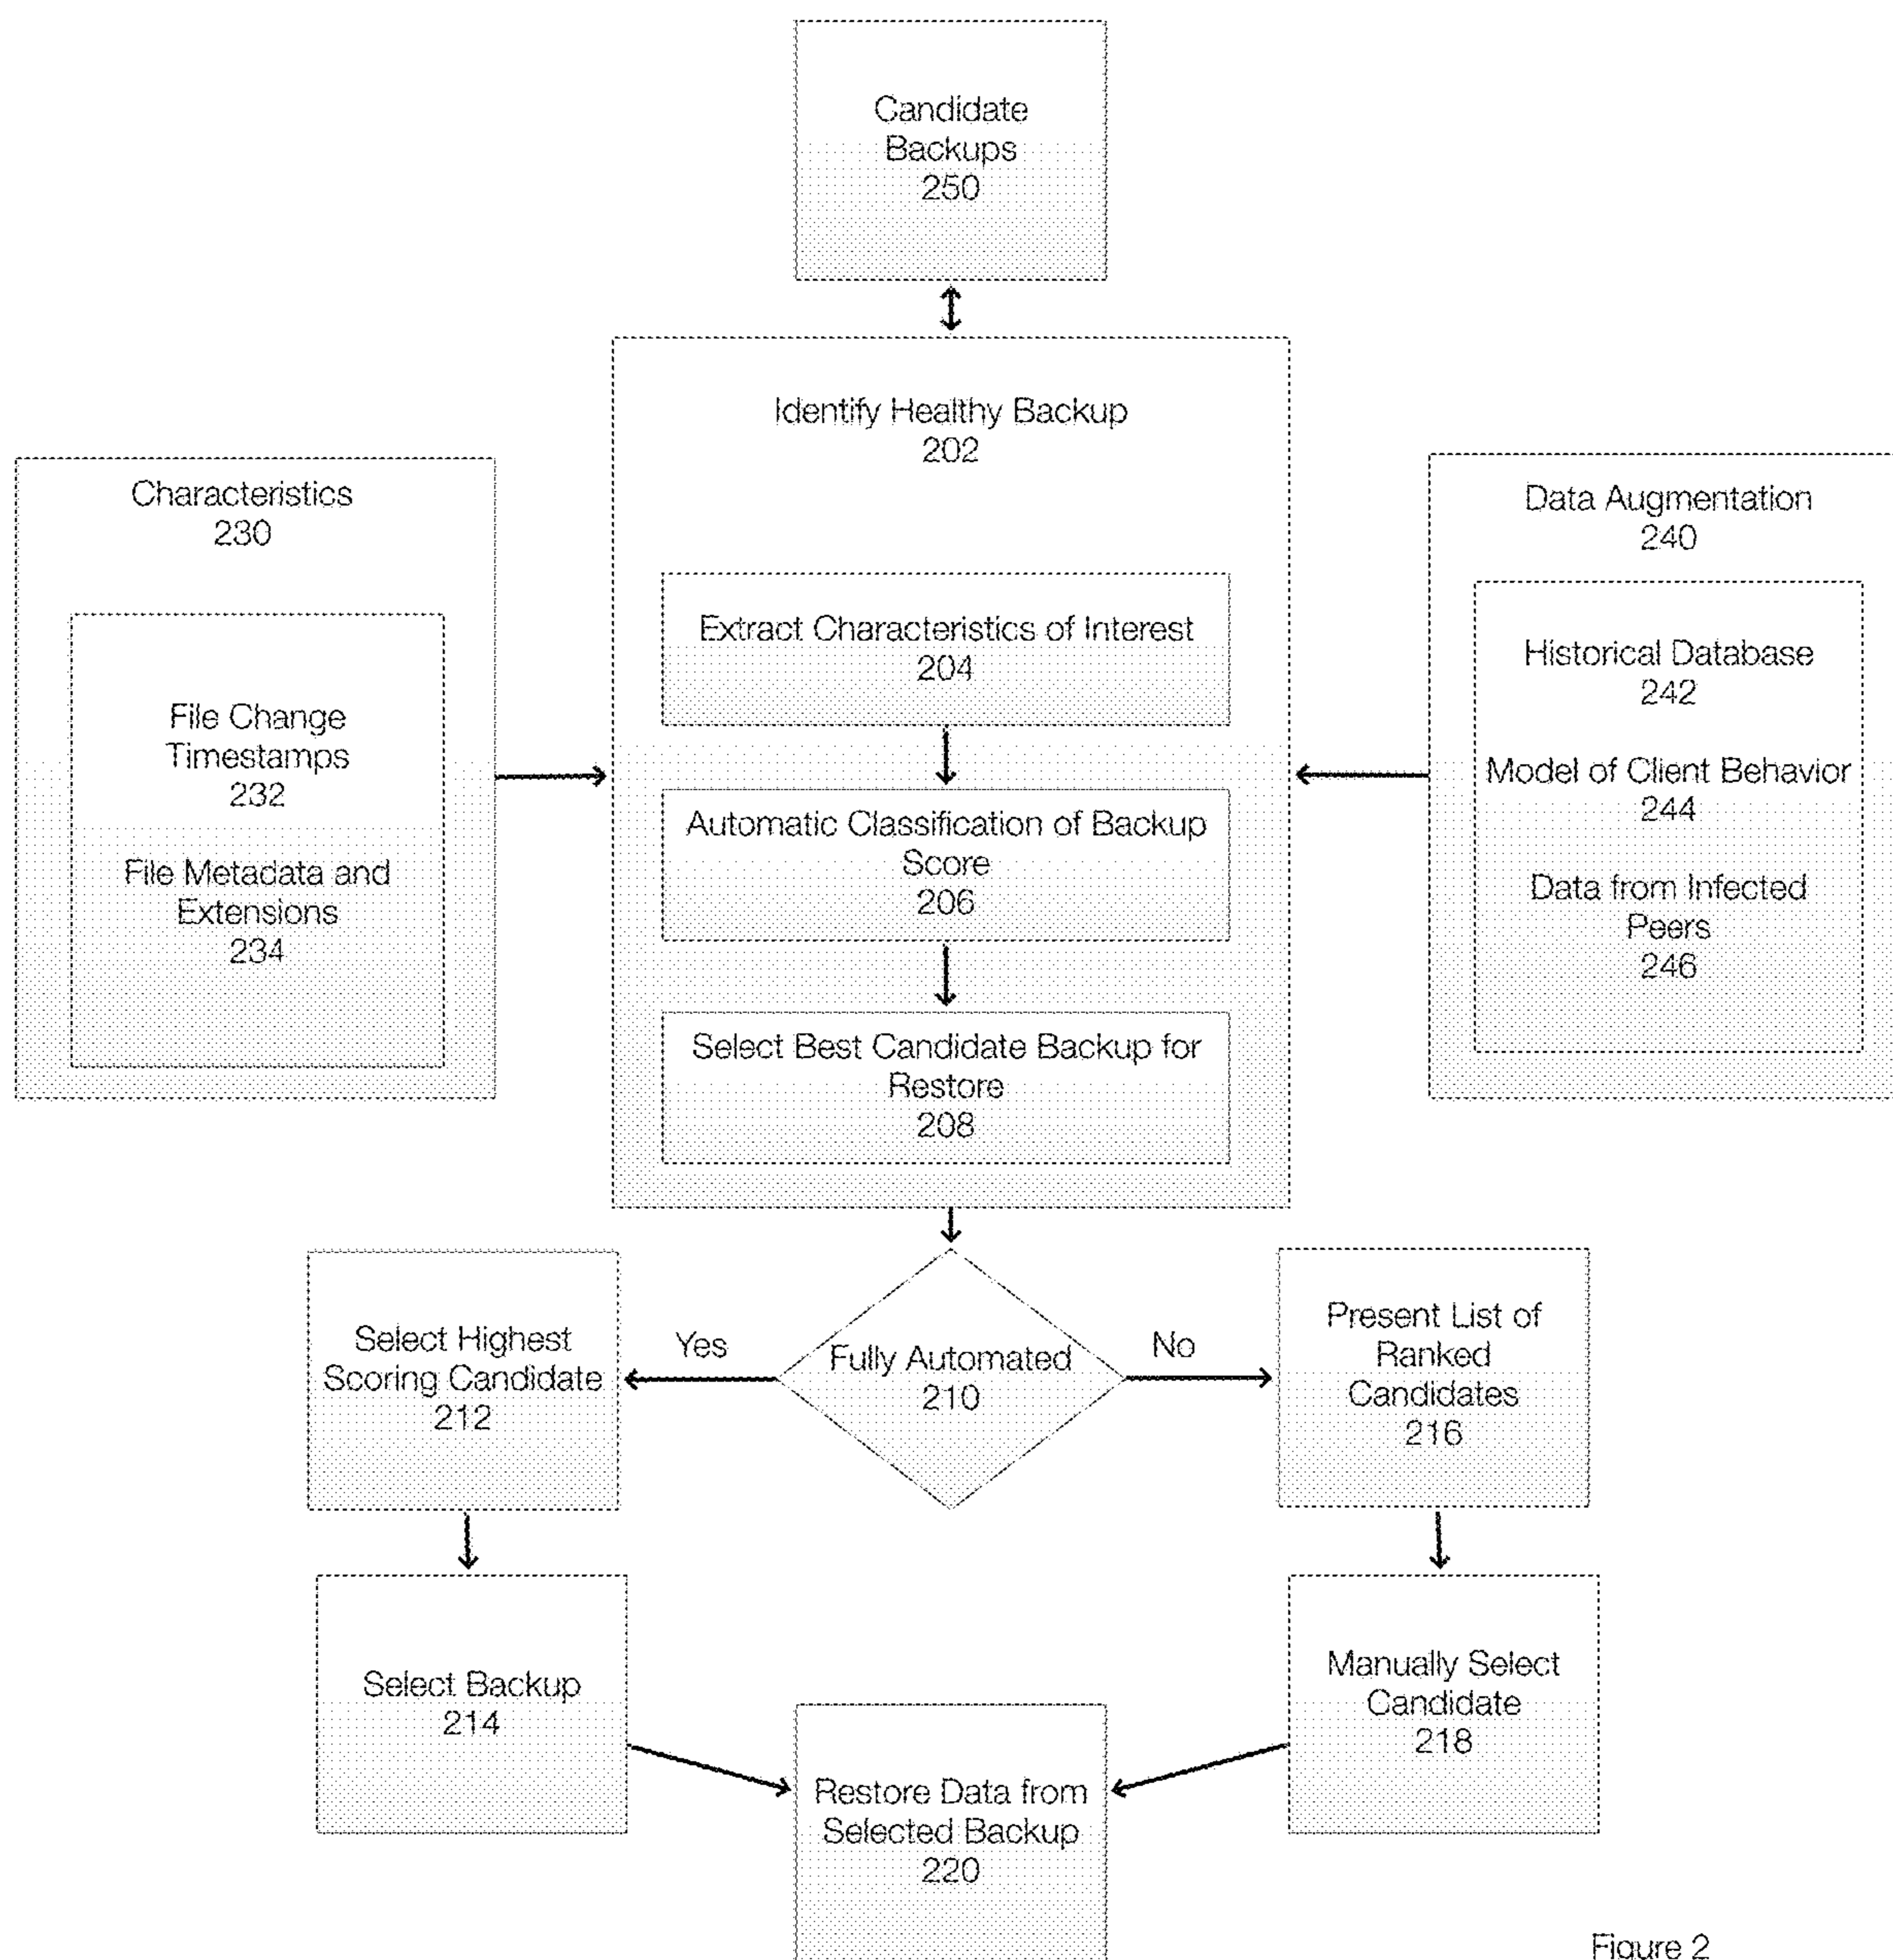 Candidate
Backups
250
Identify Healthy Backup
202
Characteristics
230
File Change
Timestamps
232
File Metadata and
Extensions
234
Extract Characteristics of Interest
204
Automatic Classification of Backup
Score
206
Select Best Candidate Backup for
Restore
208
Data Augmentation
240
Historical Database
242
Model of Client Behavior
244
Data from Infected
Peers
246
Fully Automated
210
Yes
No
Select Highest
Scoring Candidate
212
Present List of
Ranked
Candidates
216
Select Backup
214
Manually Select
Candidate
218
Restore Data from
Selected Backup
220
Figure 2